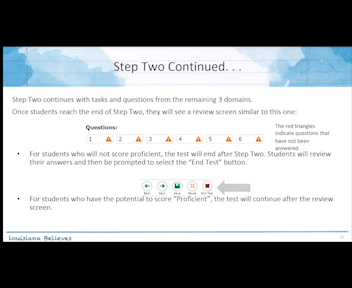 Step Two Continued. . .
Step Two continues with tasks and questions from the remaining 3 domains.
Once students reach the end of Step Two, they will see a review screen similar to this one:
Questions:
1 2 3 4 5 6
The red triangles
indicate questions that
have not been
answered.
• For students who will not score proficient, the test will end after Step Two. Students will review
their answers and then be prompted to select the "End Test" button.
Back Next Save Pause End Test
• For students who have the potential to score "Proficient", the test will continue after the review
screen.
Louisiana Believes